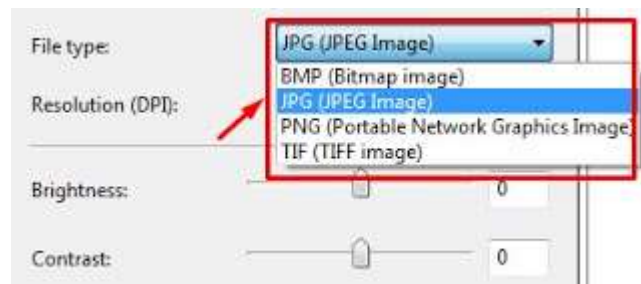 File type: JPG (JPEG Image)
BMP (Bitmap image)
JPG (JPEG Image)
Resolution (DPI):
PNG (Portable Network Graphics Image)
TIF (TIFF image)
Brightness: 0
Contrast: 0